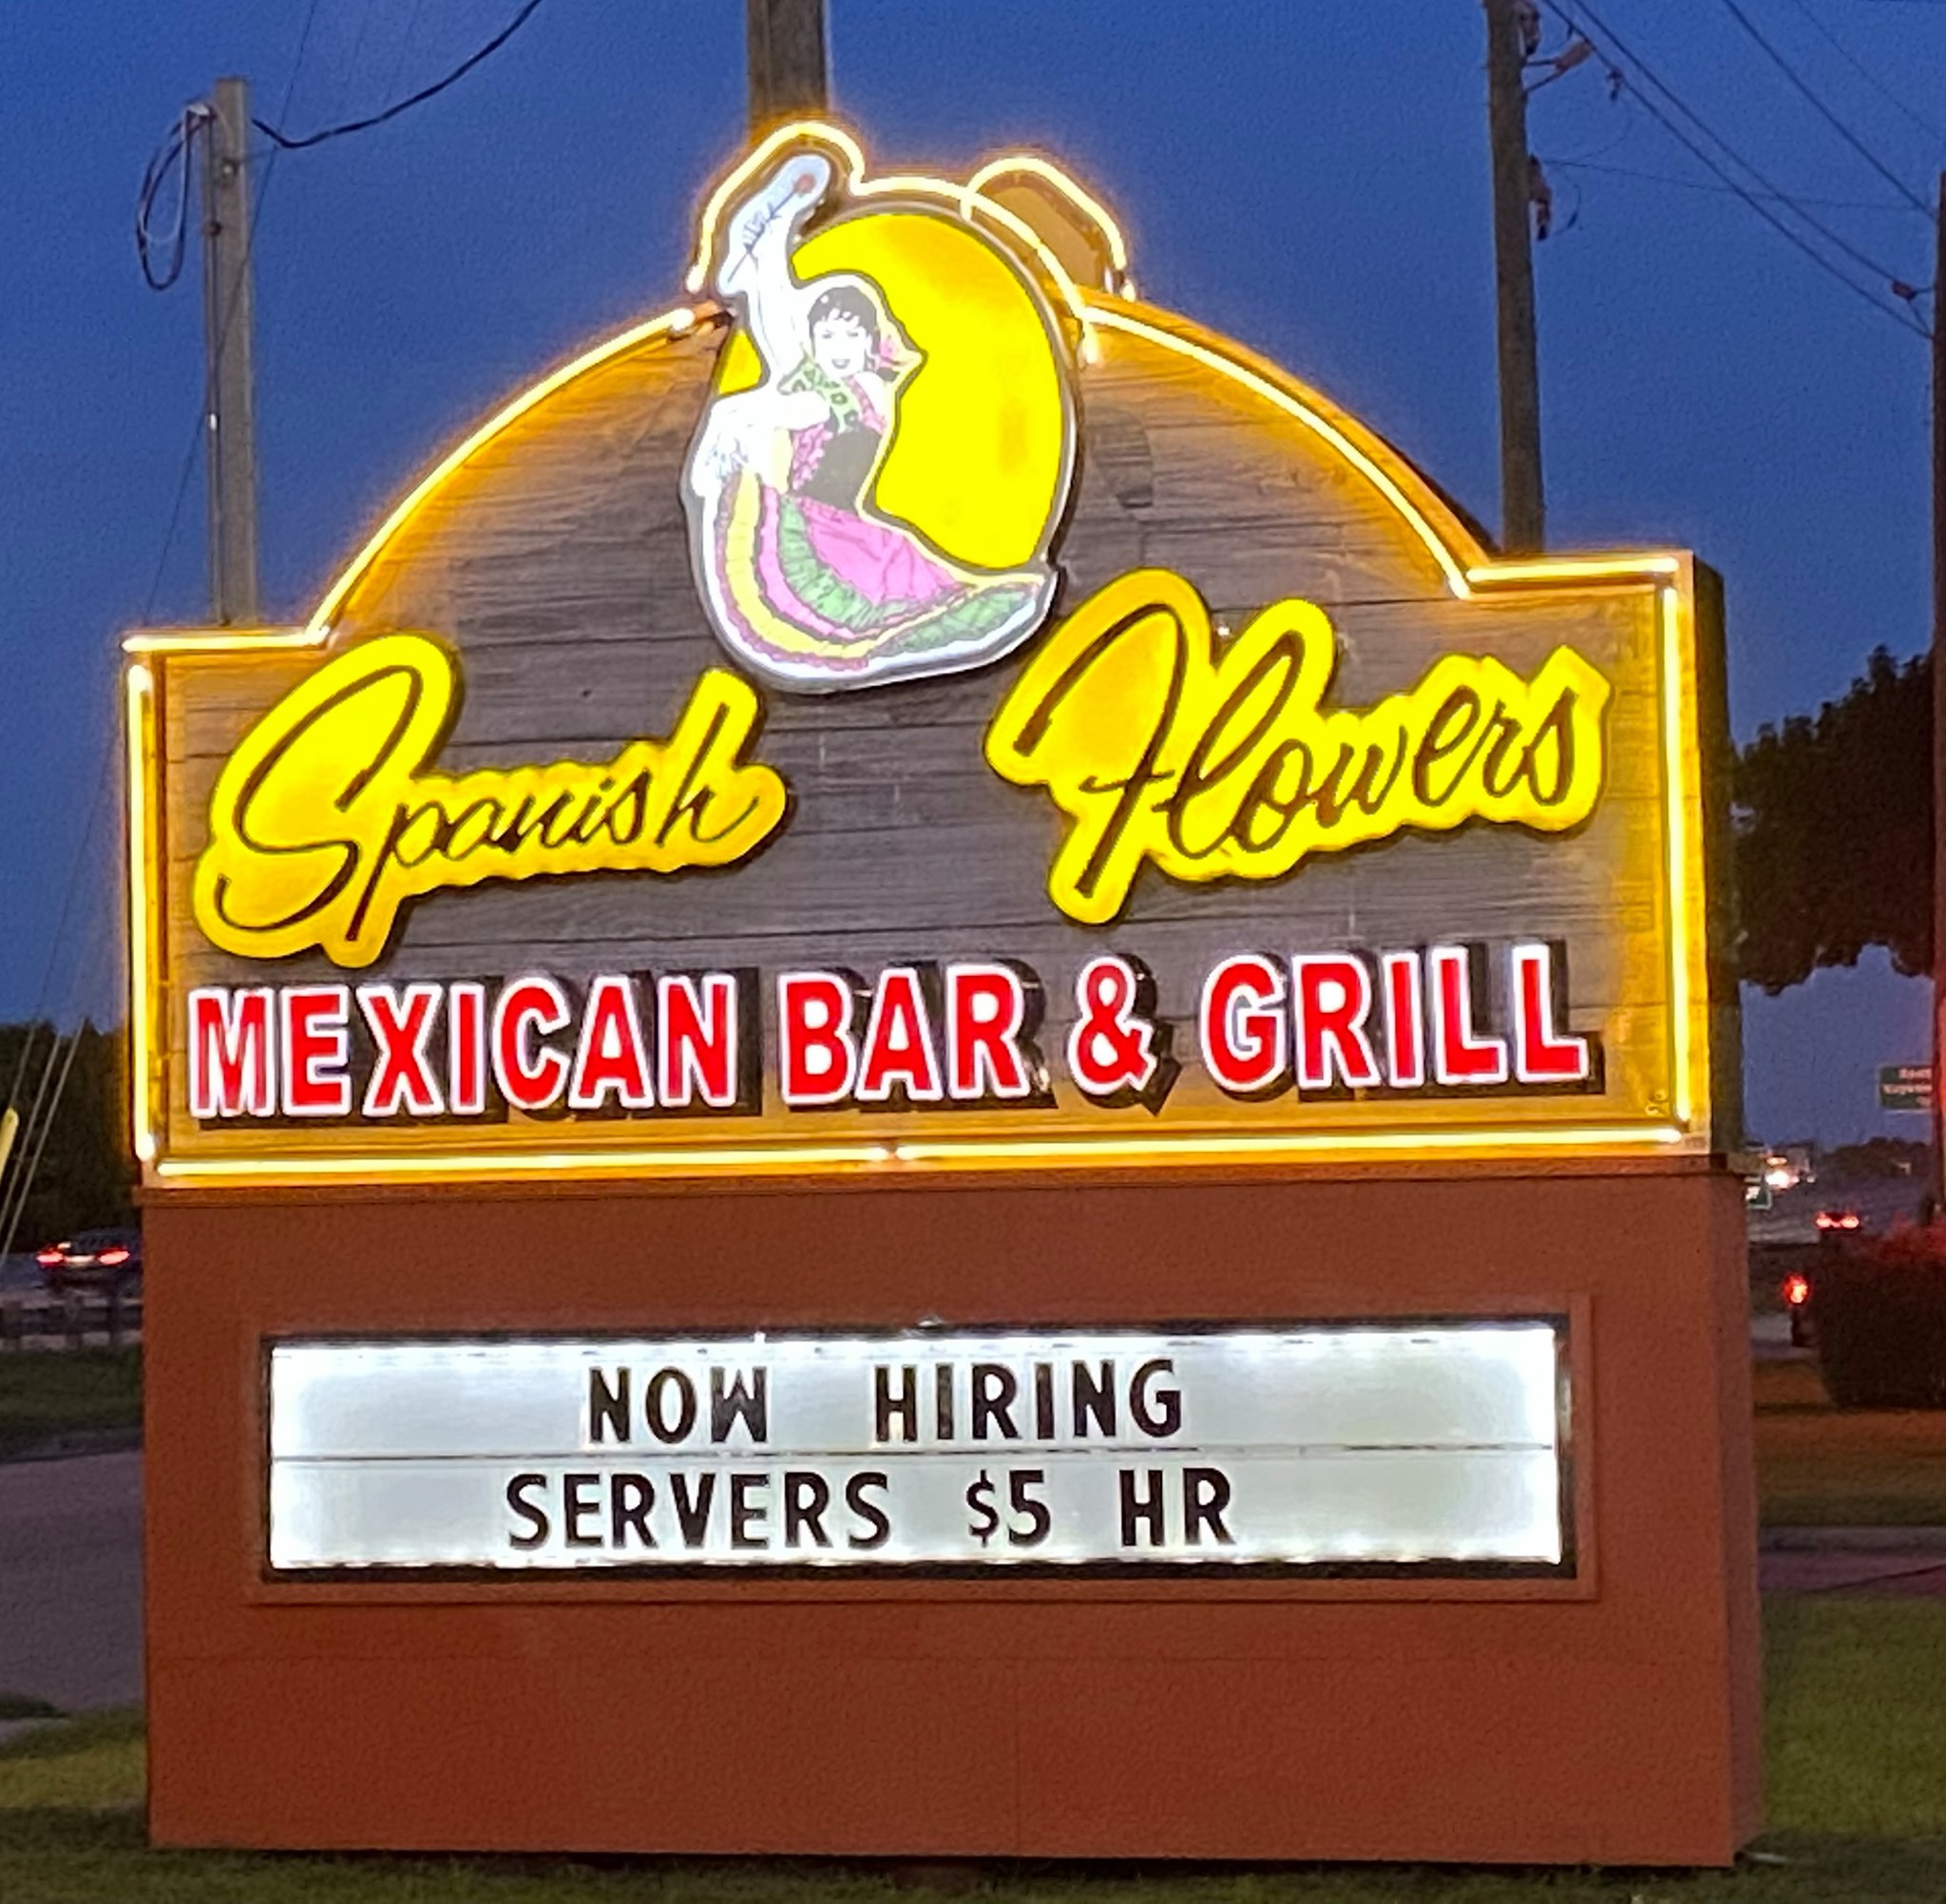 Spanish Flowers
MEXICAN BAR & GRILL
NOW HIRING
SERVERS $5 HR